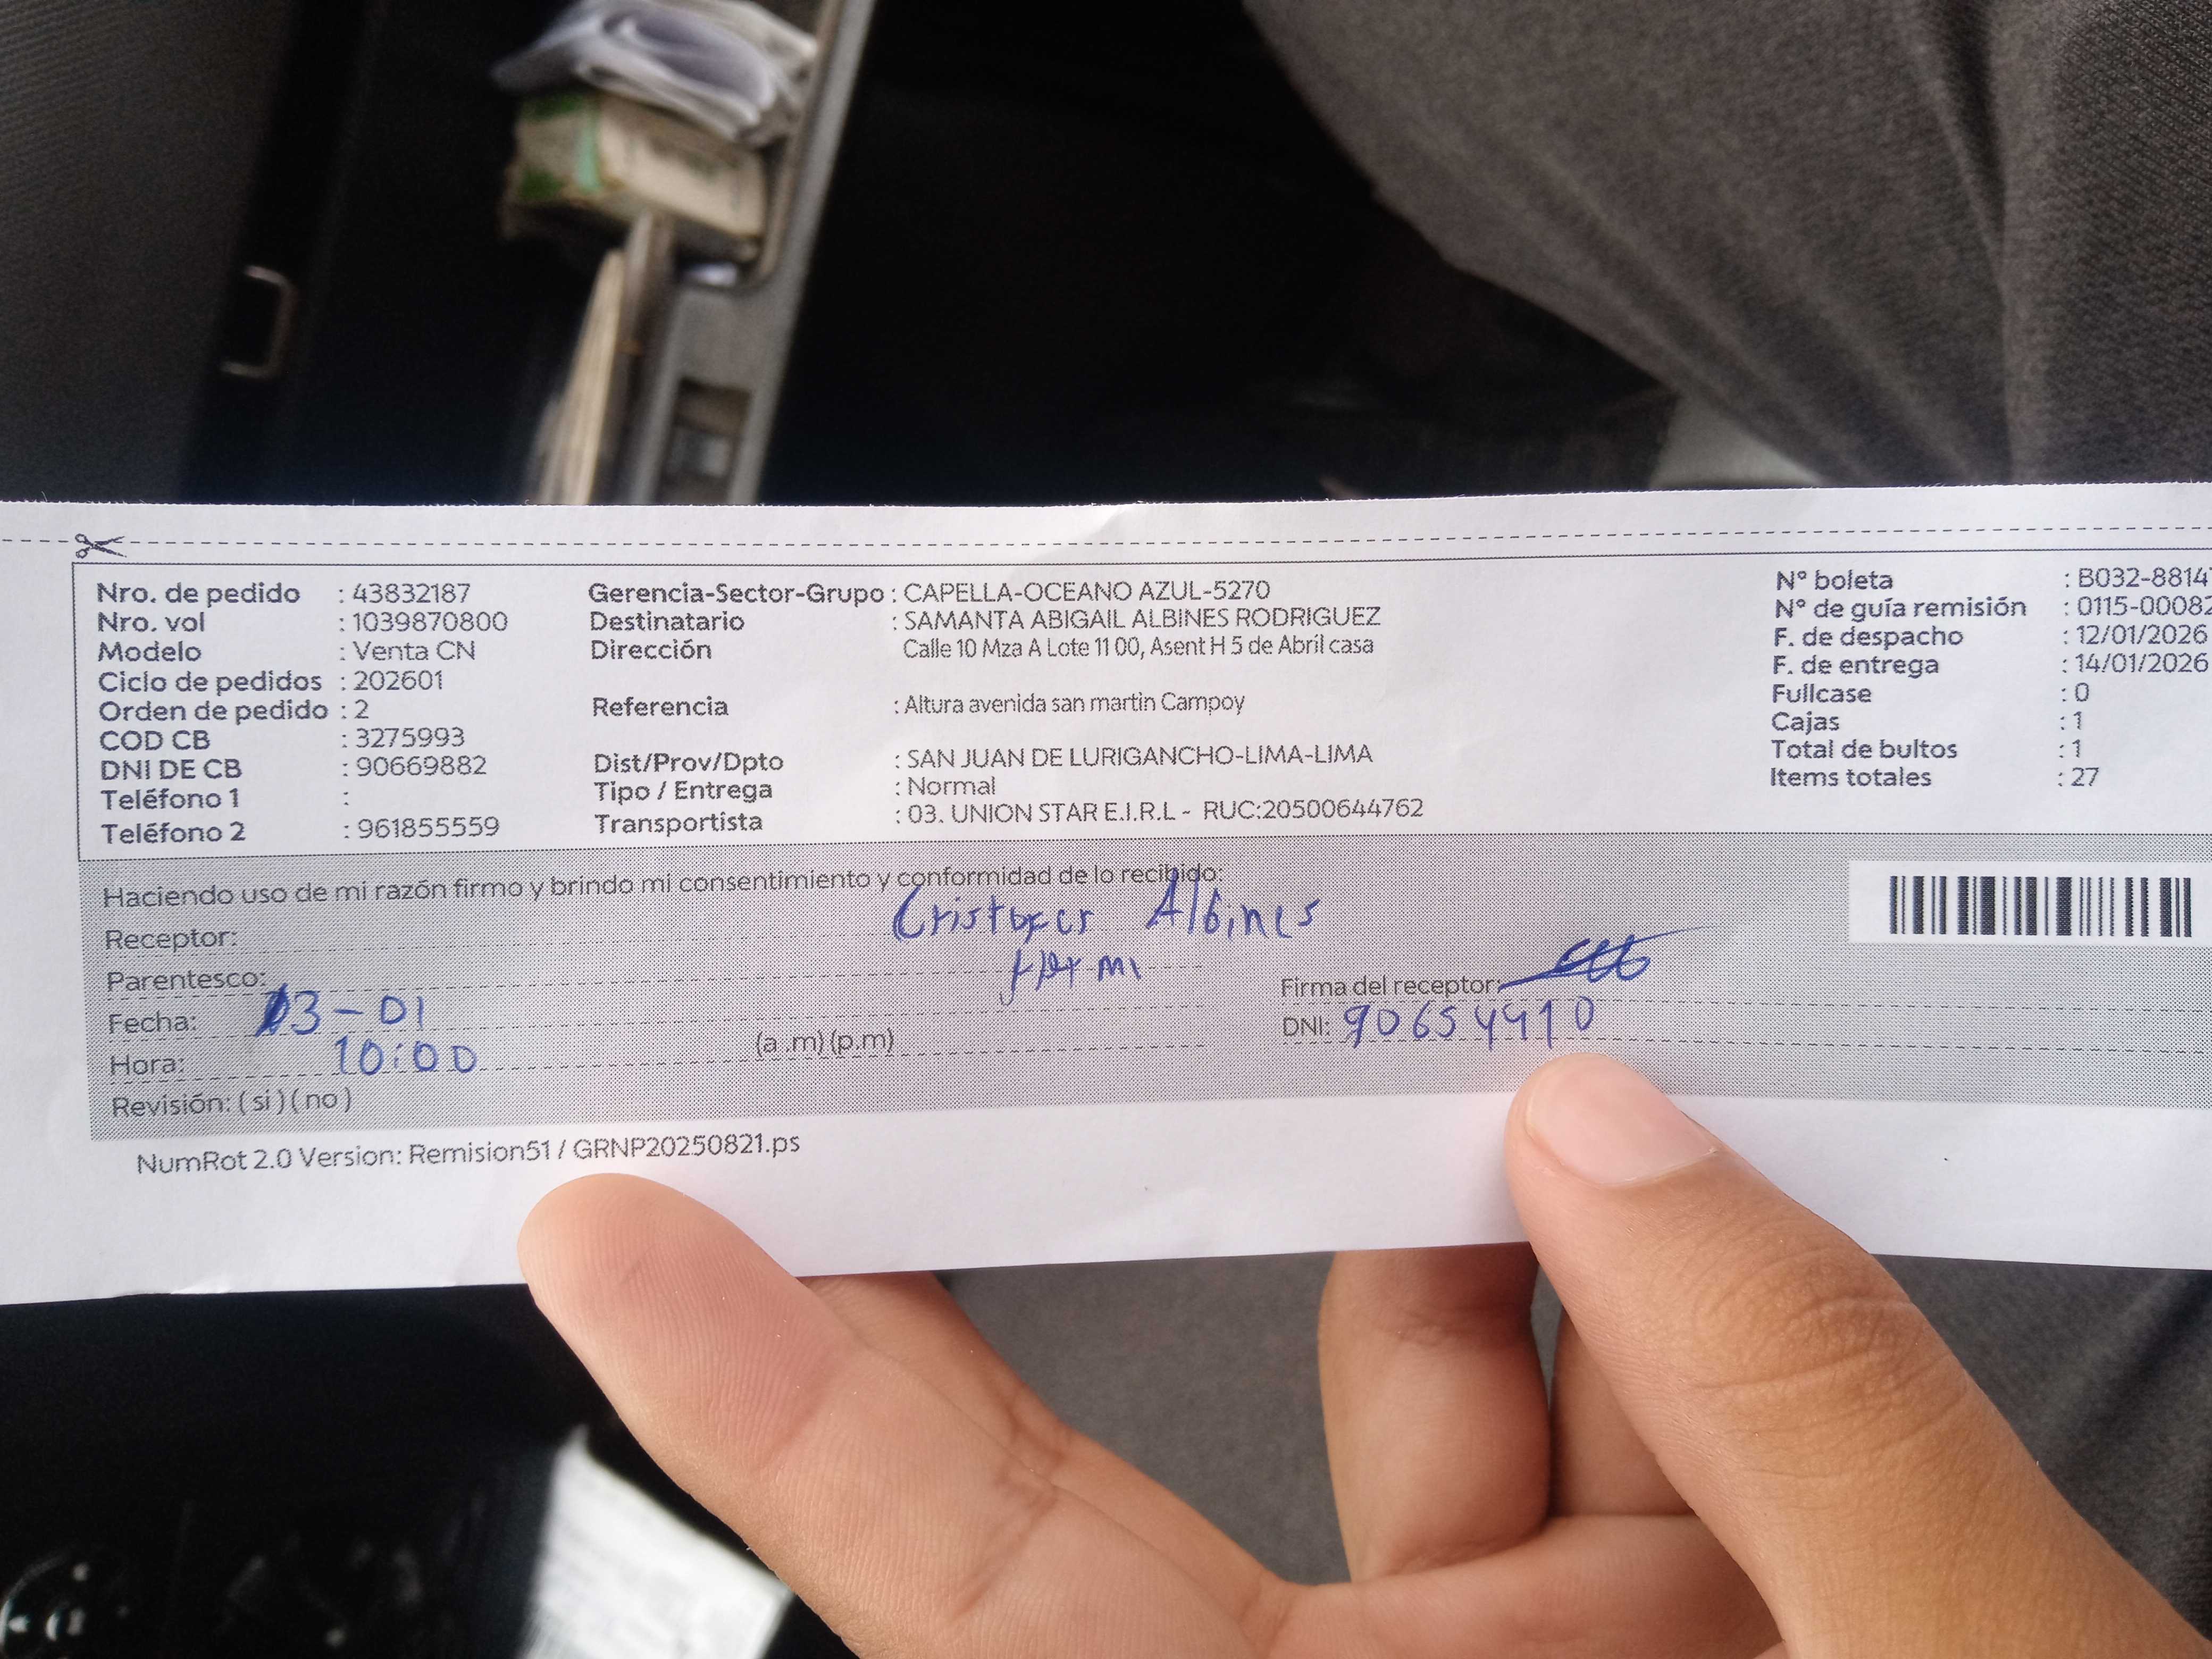 Nro. de pedido : 43832187
Nro. vol : 1039870800
Modelo : Venta CN
Ciclo de pedidos : 202601
Orden de pedido : 2
COD CB : 3275993
DNI DE CB : 90669882
Teléfono 1 :
Teléfono 2 : 961855559
Gerencia-Sector-Grupo : CAPELLA-OCEANO AZUL-5270
Destinatario : SAMANTA ABIGAIL ALBINES RODRIGUEZ
Dirección Calle 10 Mza A Lote 11 00, Asent H 5 de Abril casa
Referencia : Altura avenida san martin Campoy
Dist/Prov/Dpto : SAN JUAN DE LURIGANCHO-LIMA-LIMA
Tipo / Entrega : Normal
Transportista : 03. UNION STAR E.I.R.L - RUC:20500644762
N° boleta : B032-8814
N° de guía remisión : 0115-00082
F. de despacho : 12/01/2026
F. de entrega : 14/01/2026
Fullcase : 0
Cajas : 1
Total de bultos : 1
Items totales : 27
Haciendo uso de mi razón firmo y brindo mi consentimiento y conformidad de lo recibido:
Receptor: Albines
Parentesco:
Fecha: 13-01
Hora: 10:00 (a.m) (p.m)
Revisión: ( si ) ( no )
Firma del receptor:
DNI: 90654910
NumRot 2.0 Version: Remision51 / GRNP20250821.ps